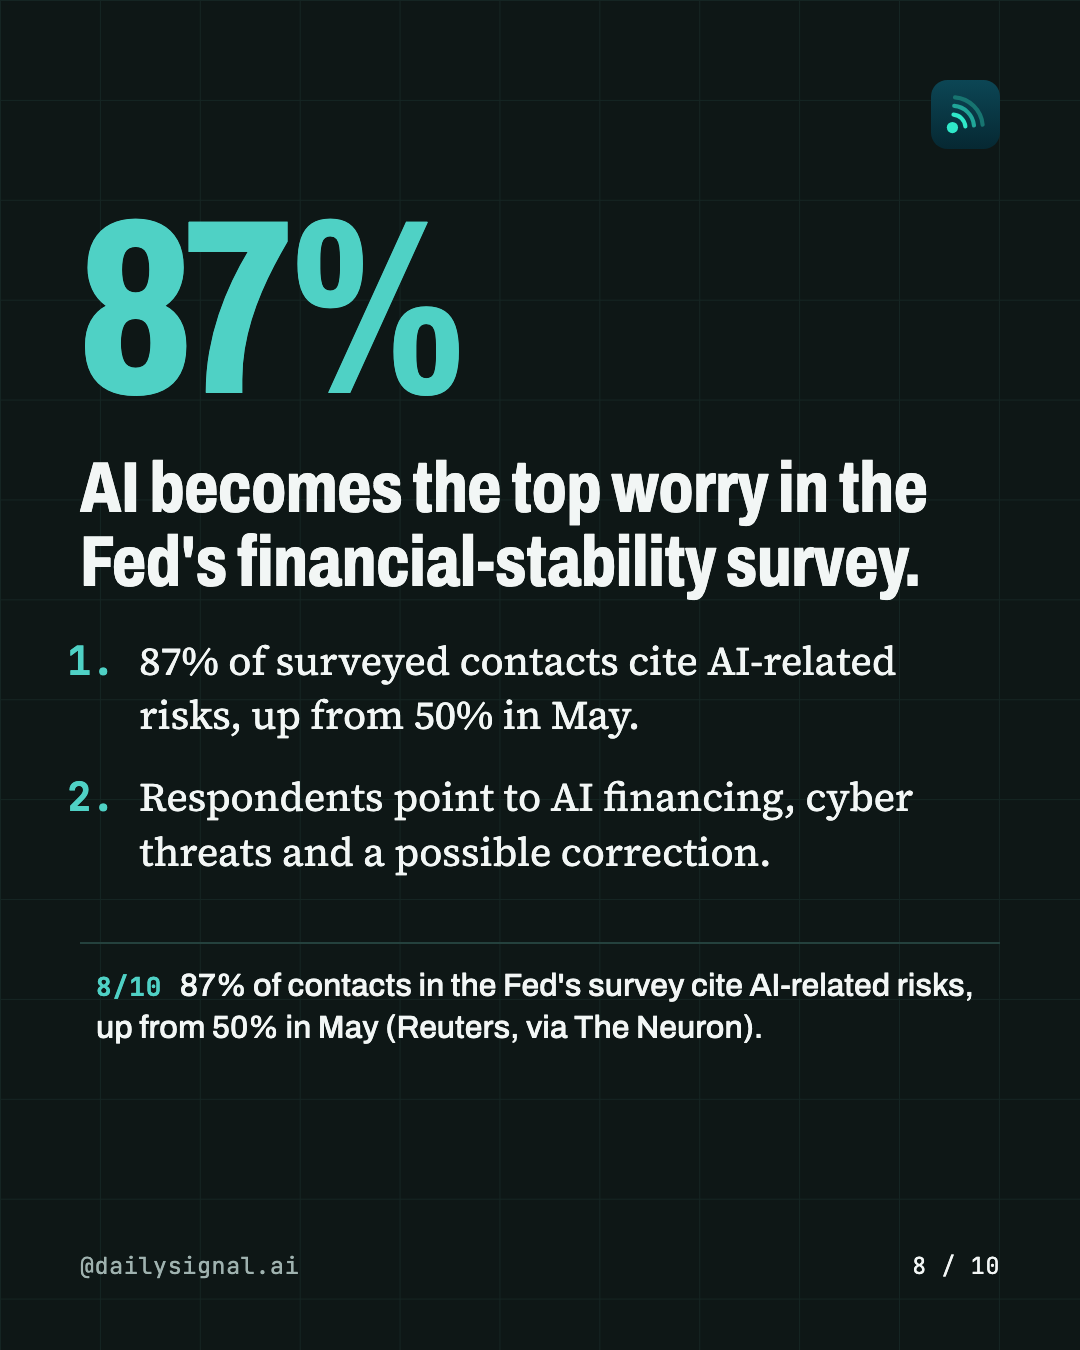 87%
AI becomes the top worry in the
Fed's financial-stability survey.
1. 87% of surveyed contacts cite AI-related
risks, up from 50% in May.
2. Respondents point to AI financing, cyber
threats and a possible correction.
8/10 87% of contacts in the Fed's survey cite AI-related risks,
up from 50% in May (Reuters, via The Neuron).
@dailysignal.ai
8 / 10